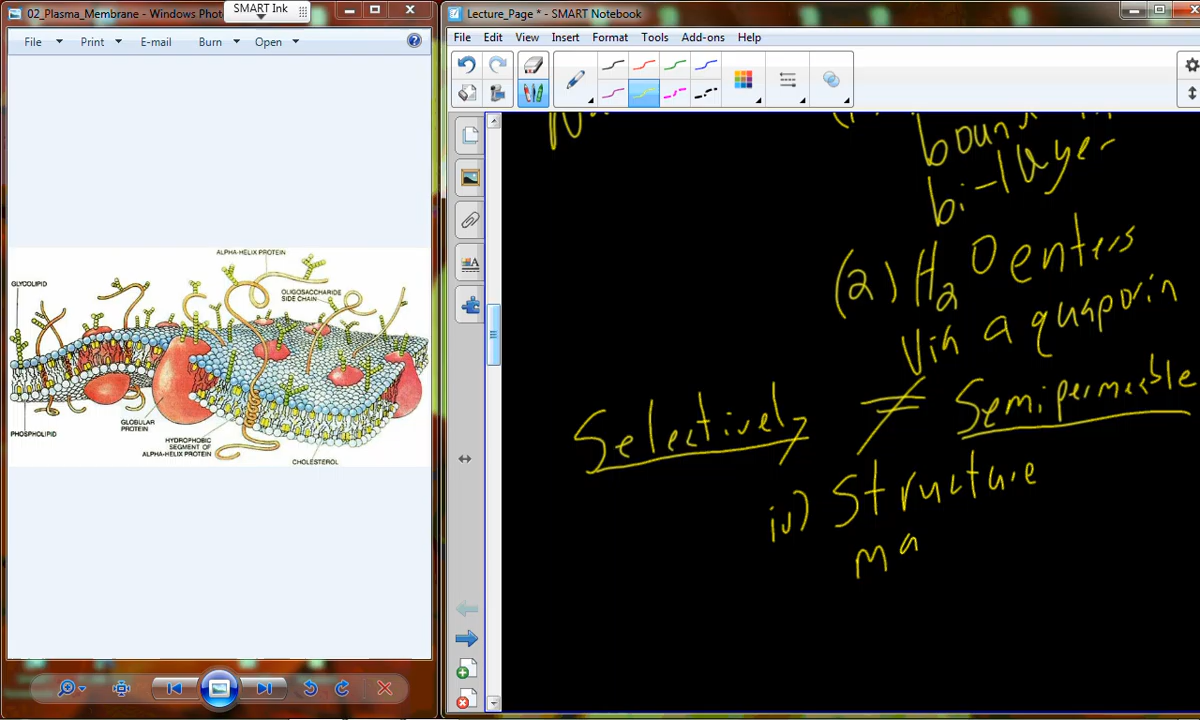 02_Plasma_Membrane - Windows Phot
SMART Ink
File Print E-mail Burn Open
ALPHA-HELIX PROTEIN
GLYCOLIPID
OLIGOSACCHARIDE
SIDE CHAIN
PHOSPHOLIPID
GLOBULAR
PROTEIN
HYDROPHOBIC
SEGMENT OF
ALPHA-HELIX PROTEIN
CHOLESTEROL
Lecture_Page * - SMART Notebook
File Edit View Insert Format Tools Add-ons Help
bi-layer
(2) H2O enters
via aquaporin
Selectively ≠ Semipermeable
iv) Structure
ma